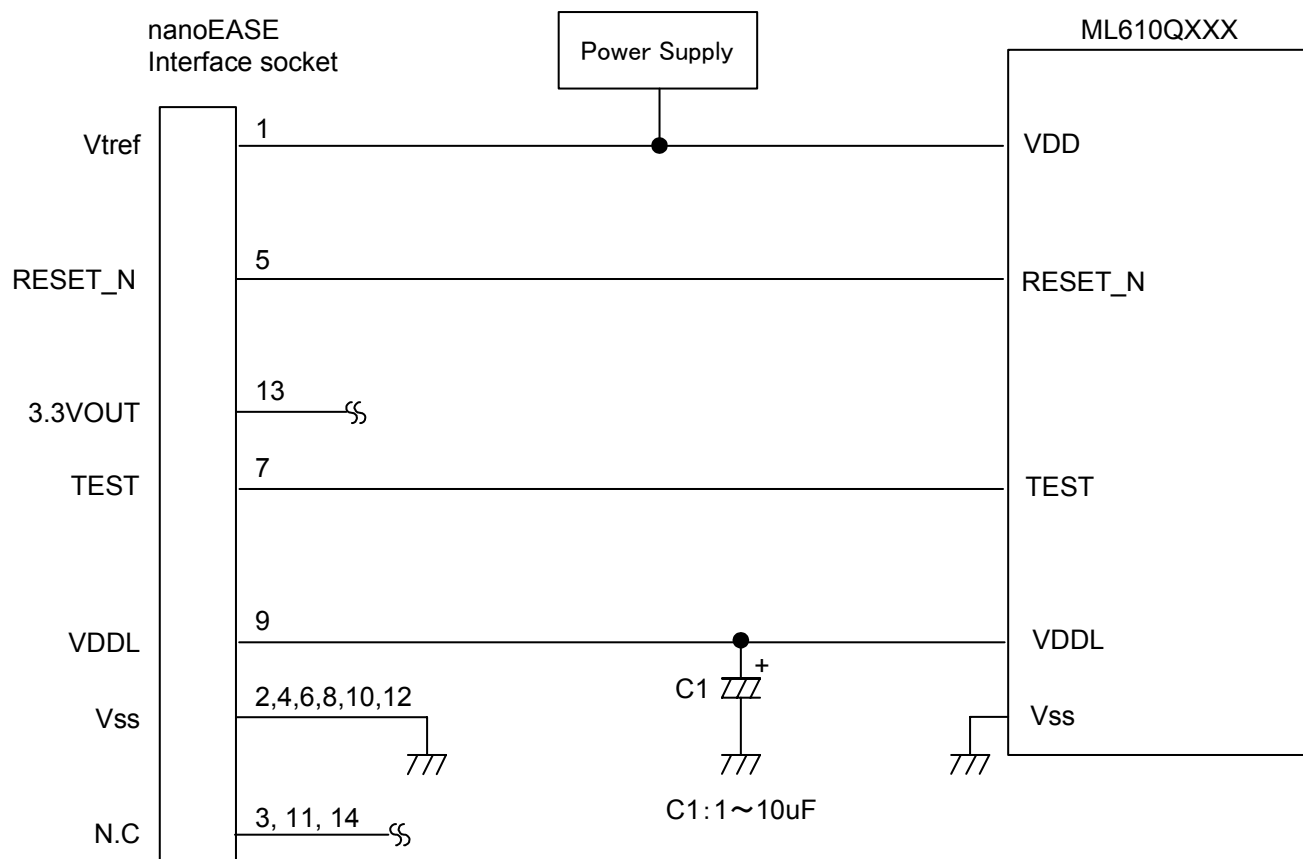 nanoEASE
Interface socket
Power Supply
ML610QXXX
Vtref
1
VDD
RESET_N
5
RESET_N
3.3VOUT
13
TEST
7
TEST
VDDL
9
VDDL
C1
+
Vss
2,4,6,8,10,12
Vss
C1:1～10uF
N.C
3, 11, 14